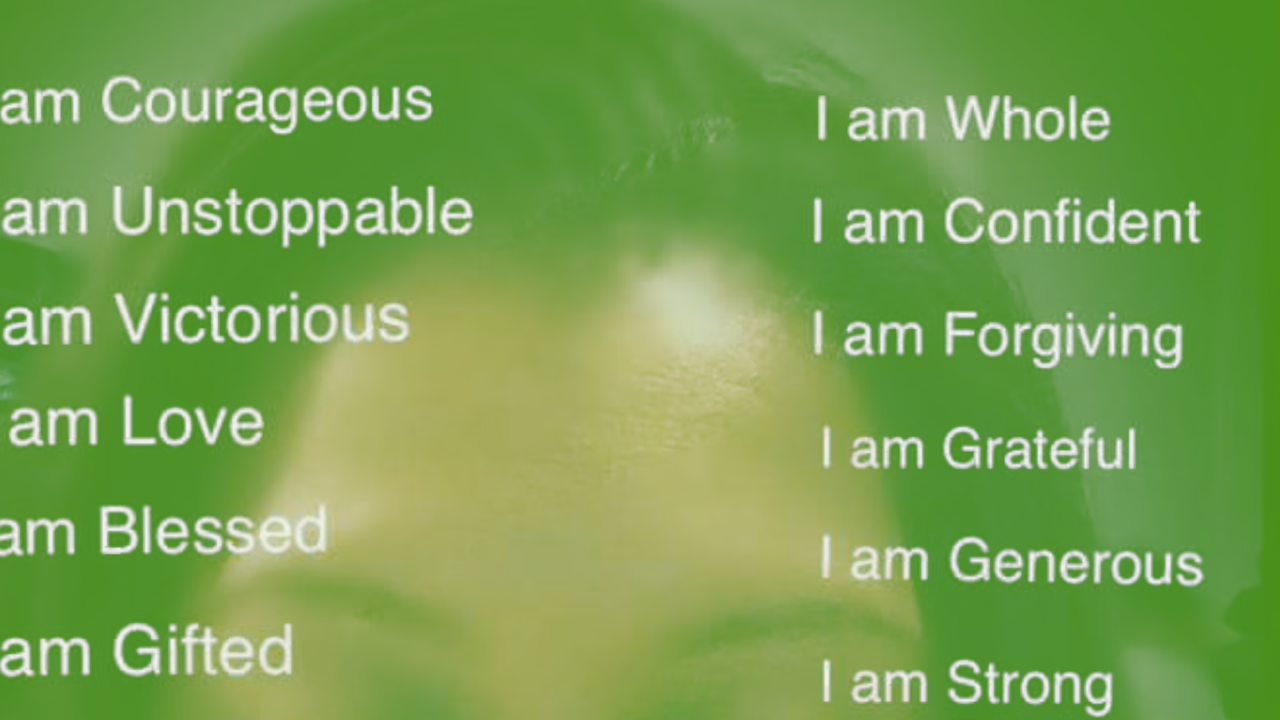 am Courageous
am Unstoppable
am Victorious
am Love
am Blessed
am Gifted
I am Whole
I am Confident
I am Forgiving
I am Grateful
I am Generous
I am Strong